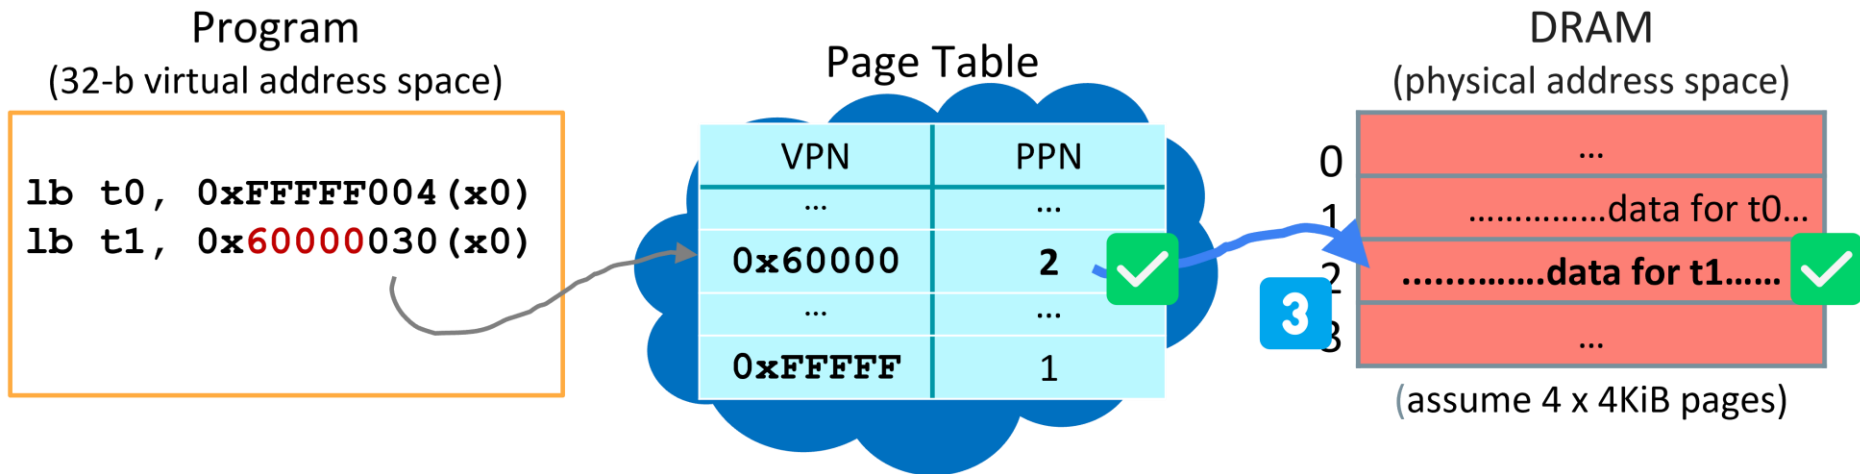 Program
(32-b virtual address space)
lb t0, 0xFFFFF004(x0)
lb t1, 0x60000030(x0)
Page Table
VPN PPN
... ...
0x60000 2
... ...
0xFFFFF 1
DRAM
(physical address space)
0 ...
1 ...............data for t0...
2 ..............data for t1......
3
3 ...
(assume 4 x 4KiB pages)